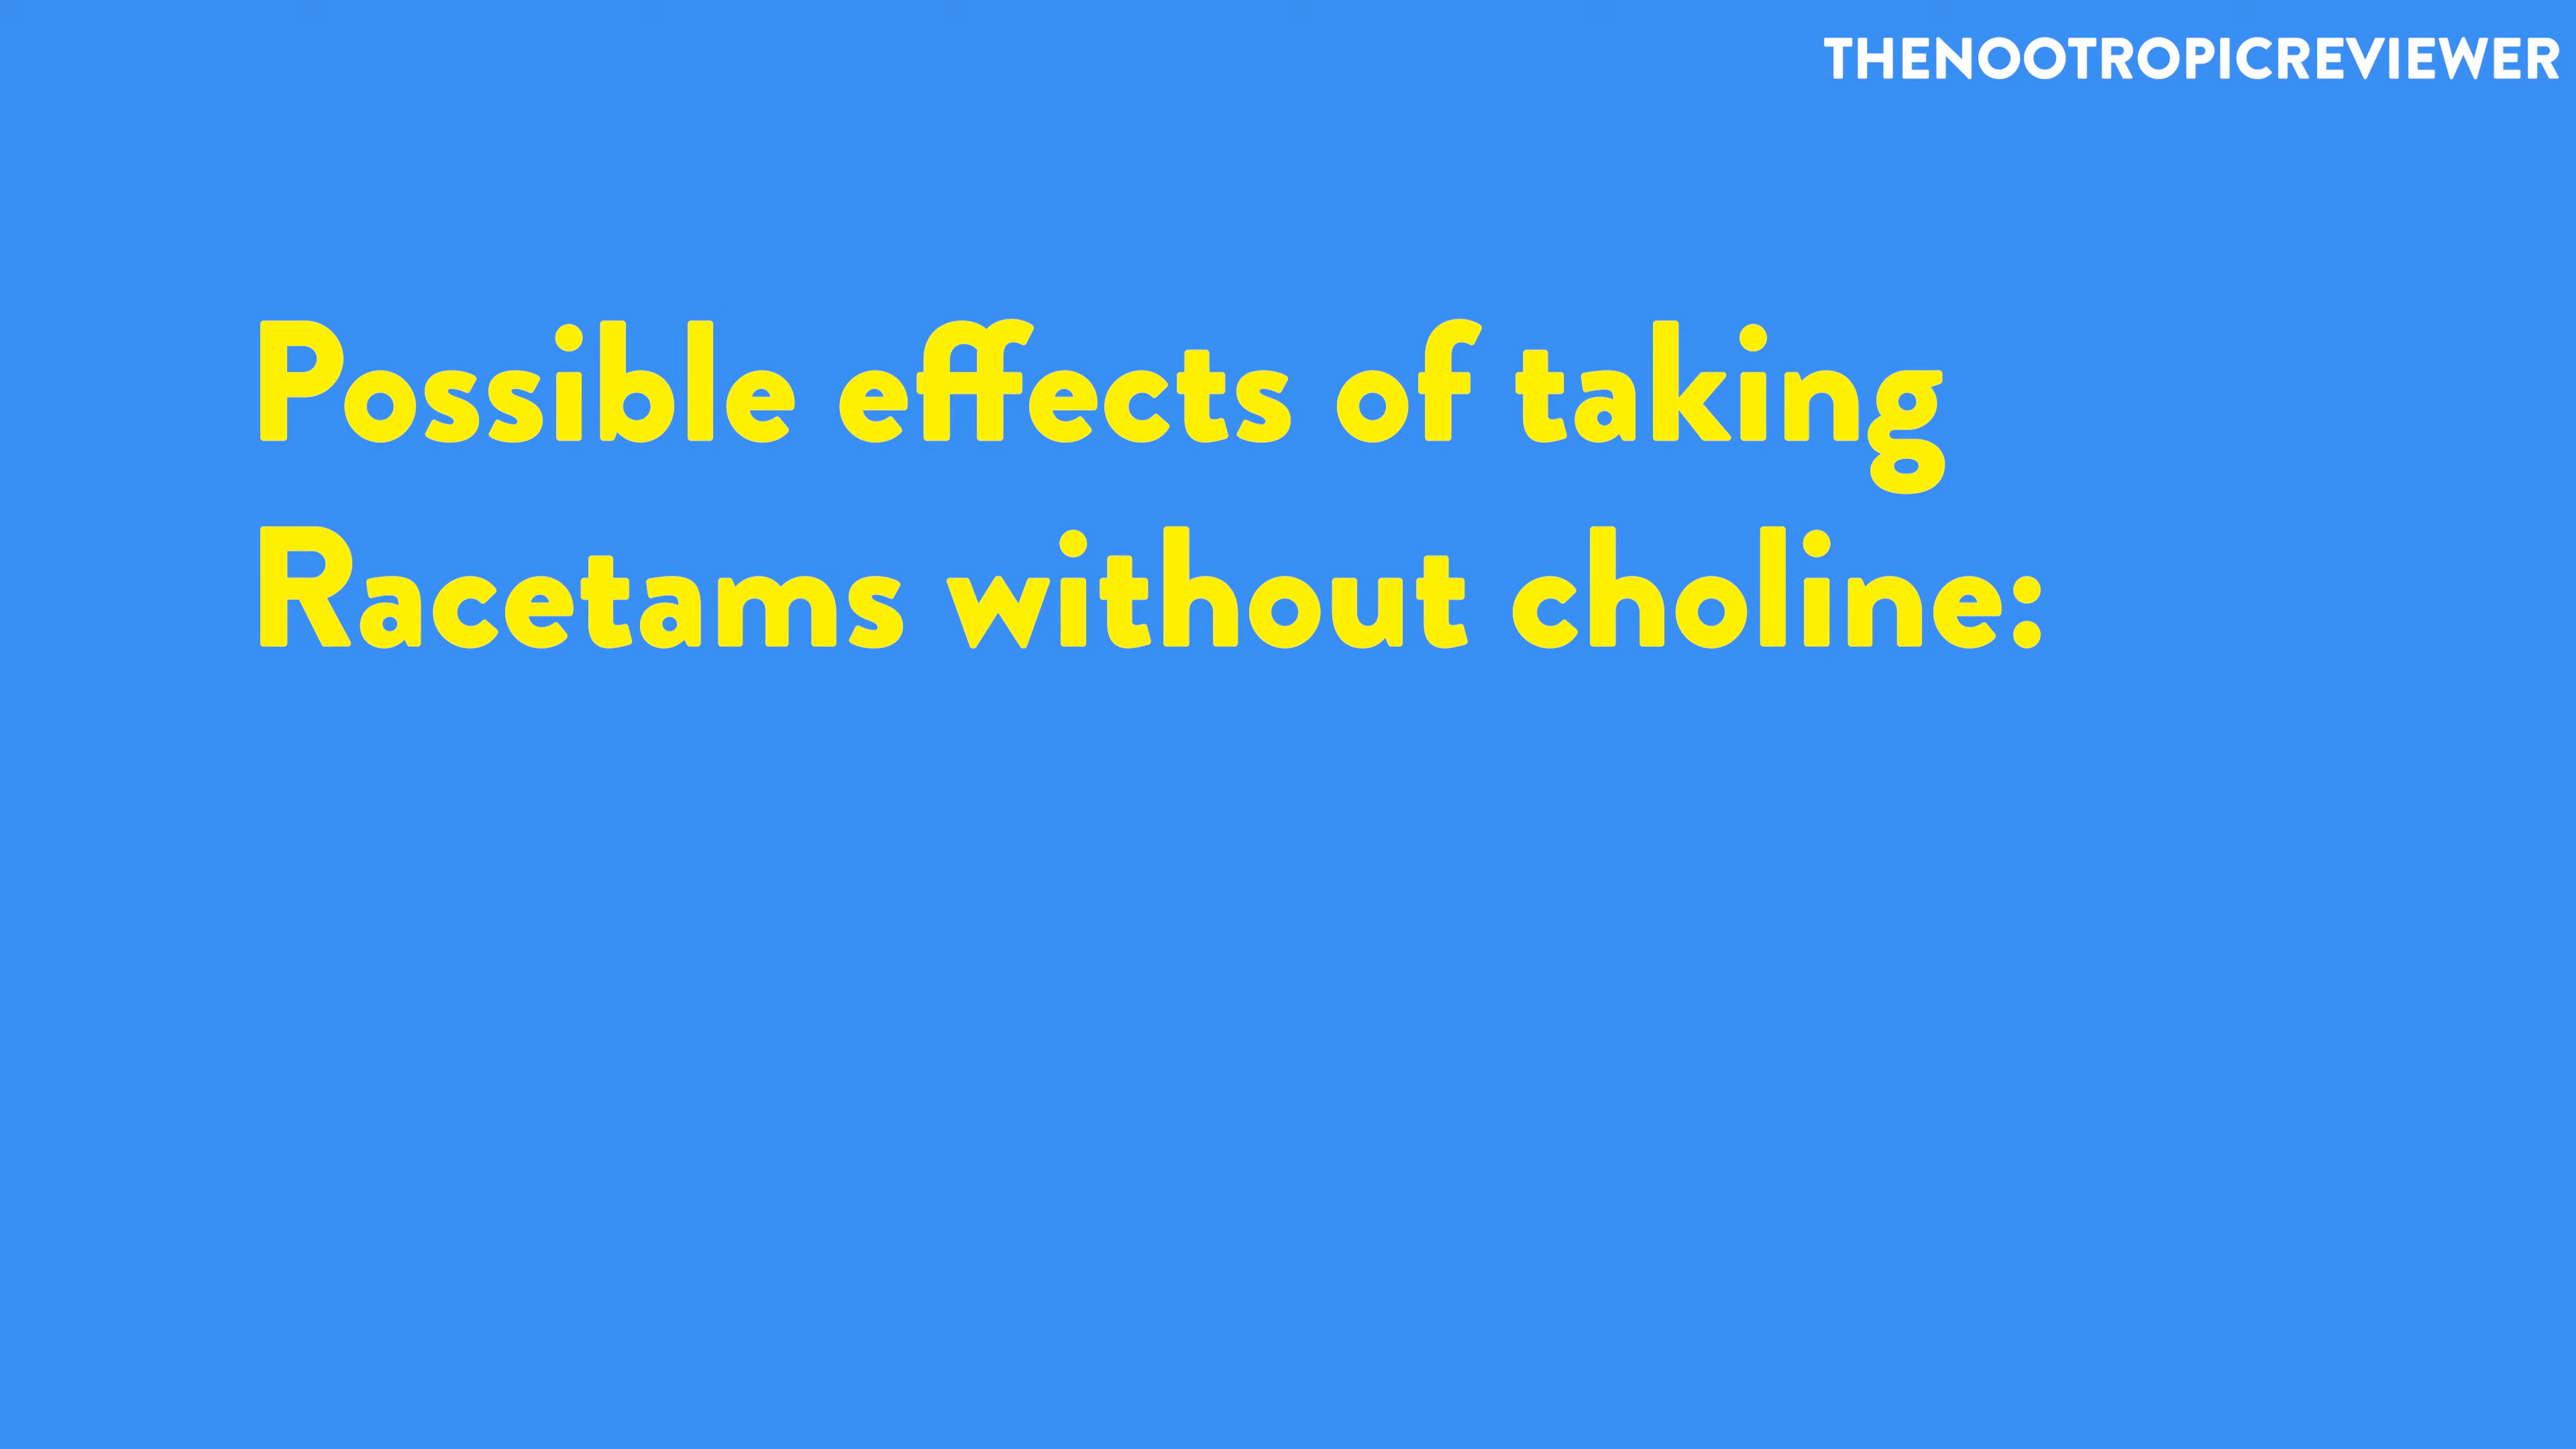 THENOOTROPICREVIEWER
Possible effects of taking
Racetams without choline: